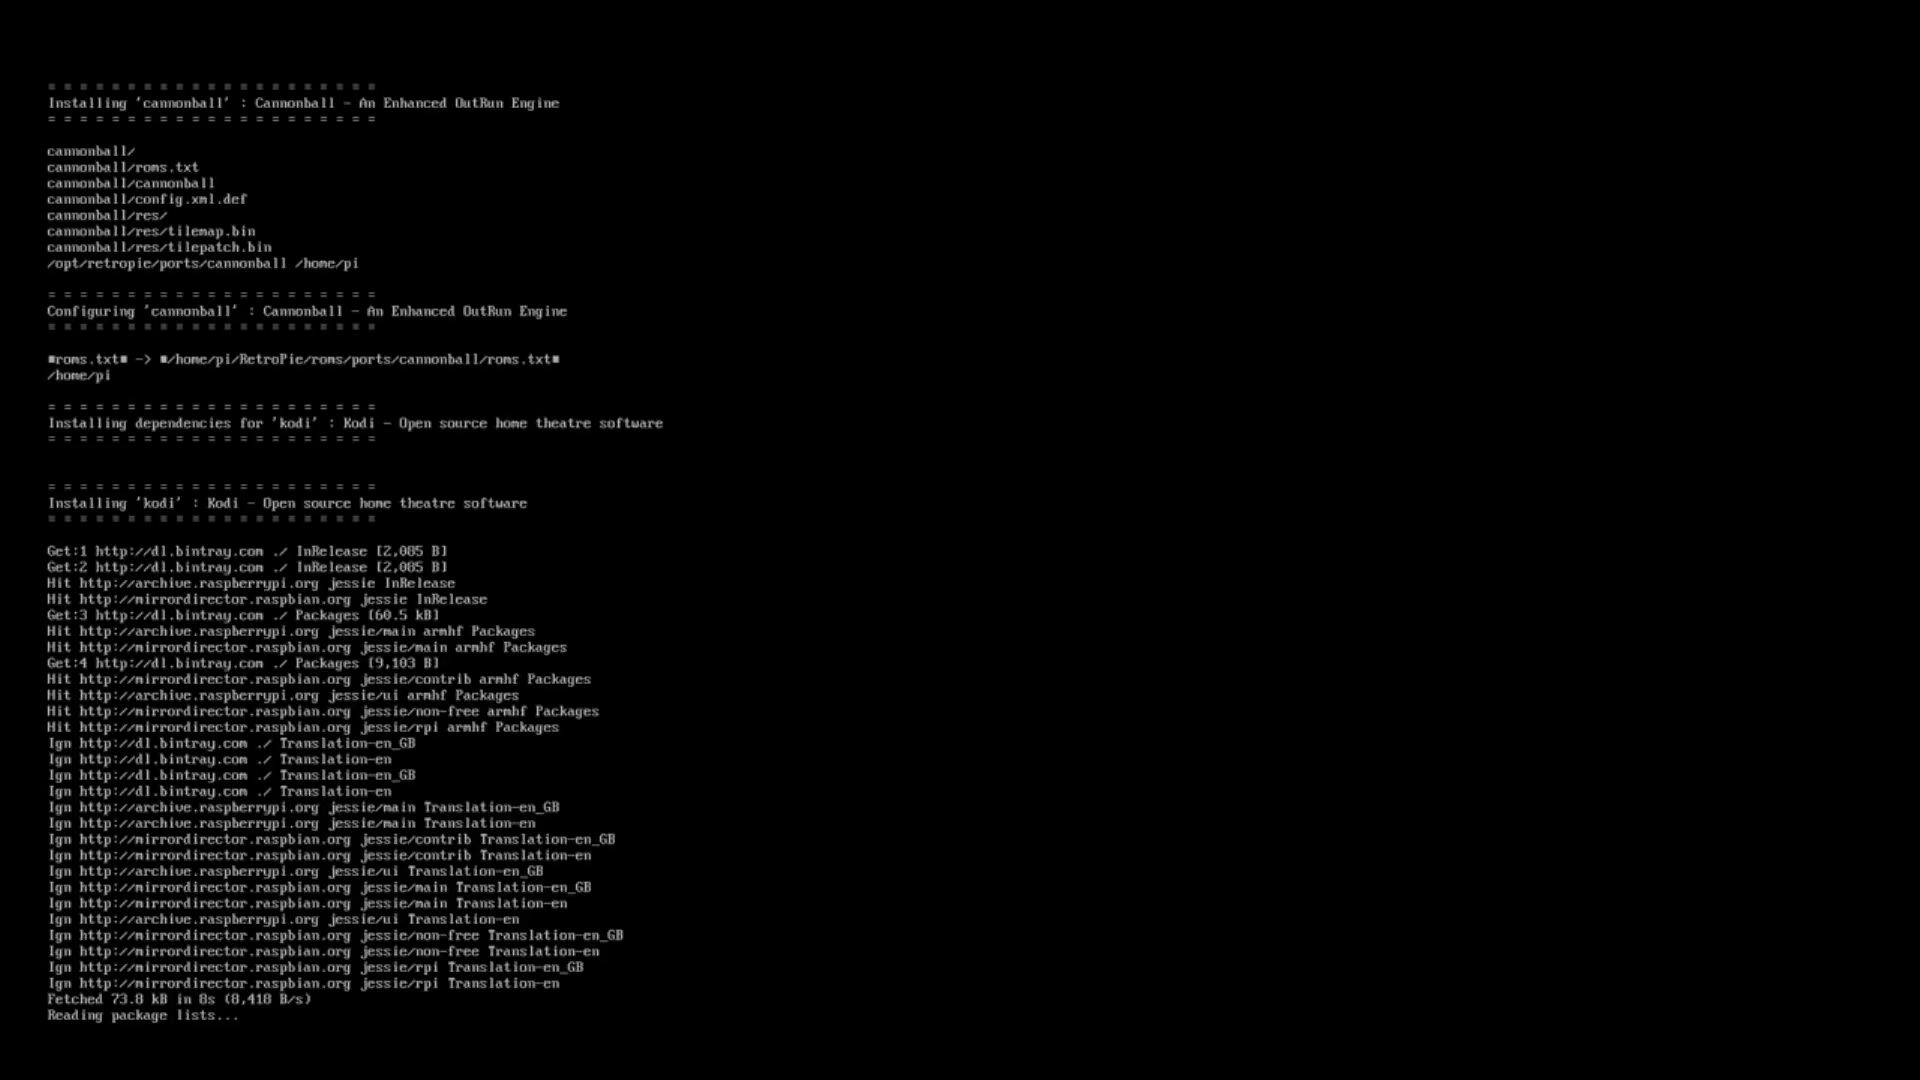 = = = = = = = = = = = = = = = = = = = = =
Installing 'cannonball' : Cannonball - An Enhanced OutRun Engine
= = = = = = = = = = = = = = = = = = = = =
cannonball/
cannonball/roms.txt
cannonball/cannonball
cannonball/config.xml.def
cannonball/res/
cannonball/res/tilemap.bin
cannonball/res/tilepatch.bin
/opt/retropie/ports/cannonball /home/pi
= = = = = = = = = = = = = = = = = = = = =
Configuring 'cannonball' : Cannonball - An Enhanced OutRun Engine
= = = = = = = = = = = = = = = = = = = = =
■roms.txt■ -> ■/home/pi/RetroPie/roms/ports/cannonball/roms.txt■
/home/pi
= = = = = = = = = = = = = = = = = = = = =
Installing dependencies for 'kodi' : Kodi - Open source home theatre software
= = = = = = = = = = = = = = = = = = = = =
= = = = = = = = = = = = = = = = = = = = =
Installing 'kodi' : Kodi - Open source home theatre software
= = = = = = = = = = = = = = = = = = = = =
Get:1 http://dl.bintray.com ./ InRelease [2,085 B]
Get:2 http://dl.bintray.com ./ InRelease [2,085 B]
Hit http://archive.raspberrypi.org jessie InRelease
Hit http://mirrordirector.raspbian.org jessie InRelease
Get:3 http://dl.bintray.com ./ Packages [60.5 kB]
Hit http://archive.raspberrypi.org jessie/main armhf Packages
Hit http://mirrordirector.raspbian.org jessie/main armhf Packages
Get:4 http://dl.bintray.com ./ Packages [9,103 B]
Hit http://mirrordirector.raspbian.org jessie/contrib armhf Packages
Hit http://archive.raspberrypi.org jessie/ui armhf Packages
Hit http://mirrordirector.raspbian.org jessie/non-free armhf Packages
Hit http://mirrordirector.raspbian.org jessie/rpi armhf Packages
Ign http://dl.bintray.com ./ Translation-en_GB
Ign http://dl.bintray.com ./ Translation-en
Ign http://dl.bintray.com ./ Translation-en_GB
Ign http://dl.bintray.com ./ Translation-en
Ign http://archive.raspberrypi.org jessie/main Translation-en_GB
Ign http://archive.raspberrypi.org jessie/main Translation-en
Ign http://mirrordirector.raspbian.org jessie/contrib Translation-en_GB
Ign http://mirrordirector.raspbian.org jessie/contrib Translation-en
Ign http://archive.raspberrypi.org jessie/ui Translation-en_GB
Ign http://mirrordirector.raspbian.org jessie/main Translation-en_GB
Ign http://mirrordirector.raspbian.org jessie/main Translation-en
Ign http://archive.raspberrypi.org jessie/ui Translation-en
Ign http://mirrordirector.raspbian.org jessie/non-free Translation-en_GB
Ign http://mirrordirector.raspbian.org jessie/non-free Translation-en
Ign http://mirrordirector.raspbian.org jessie/rpi Translation-en_GB
Ign http://mirrordirector.raspbian.org jessie/rpi Translation-en
Fetched 73.8 kB in 8s (8,418 B/s)
Reading package lists...